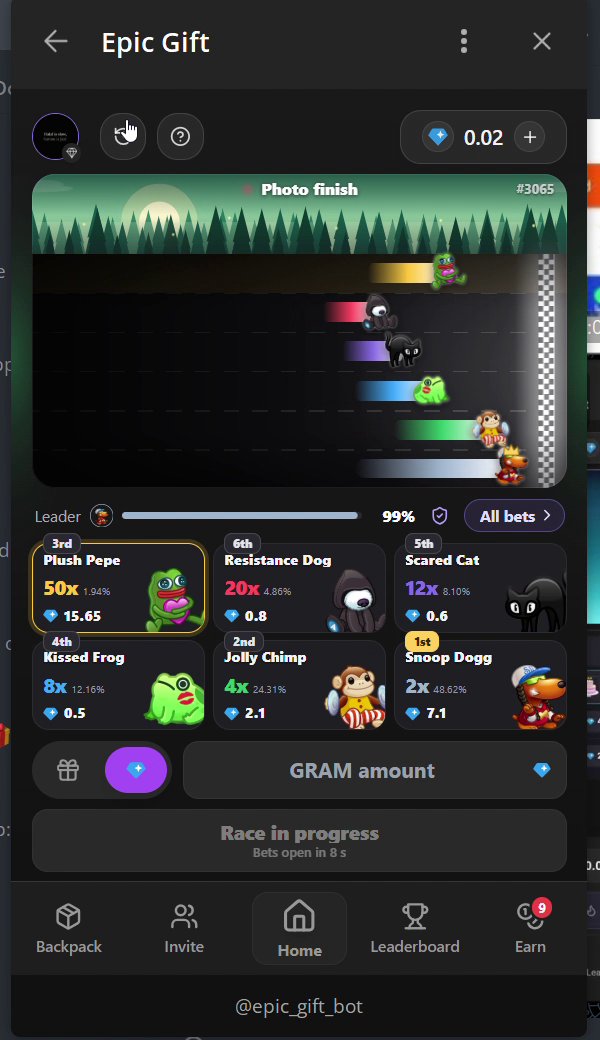 Epic Gift
0.02
Photo finish
#3065
Leader
99%
All bets
3rd
Plush Pepe
50x 1.94%
15.65
6th
Resistance Dog
20x 4.86%
0.8
5th
Scared Cat
12x 8.10%
0.6
4th
Kissed Frog
8x 12.16%
0.5
2nd
Jolly Chimp
4x 24.31%
2.1
1st
Snoop Dogg
2x 48.62%
7.1
GRAM amount
Race in progress
Bets open in 8 s
9
Backpack
Invite
Home
Leaderboard
Earn
@epic_gift_bot